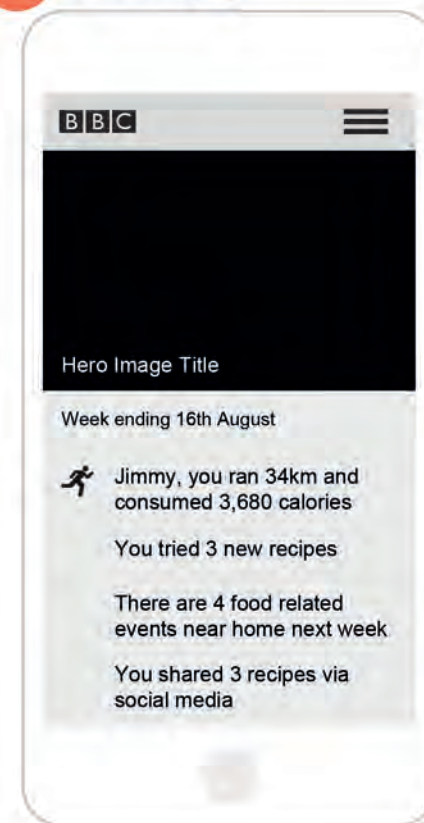 BBC
Hero Image Title
Week ending 16th August
Jimmy, you ran 34km and
consumed 3,680 calories
You tried 3 new recipes
There are 4 food related
events near home next week
You shared 3 recipes via
social media